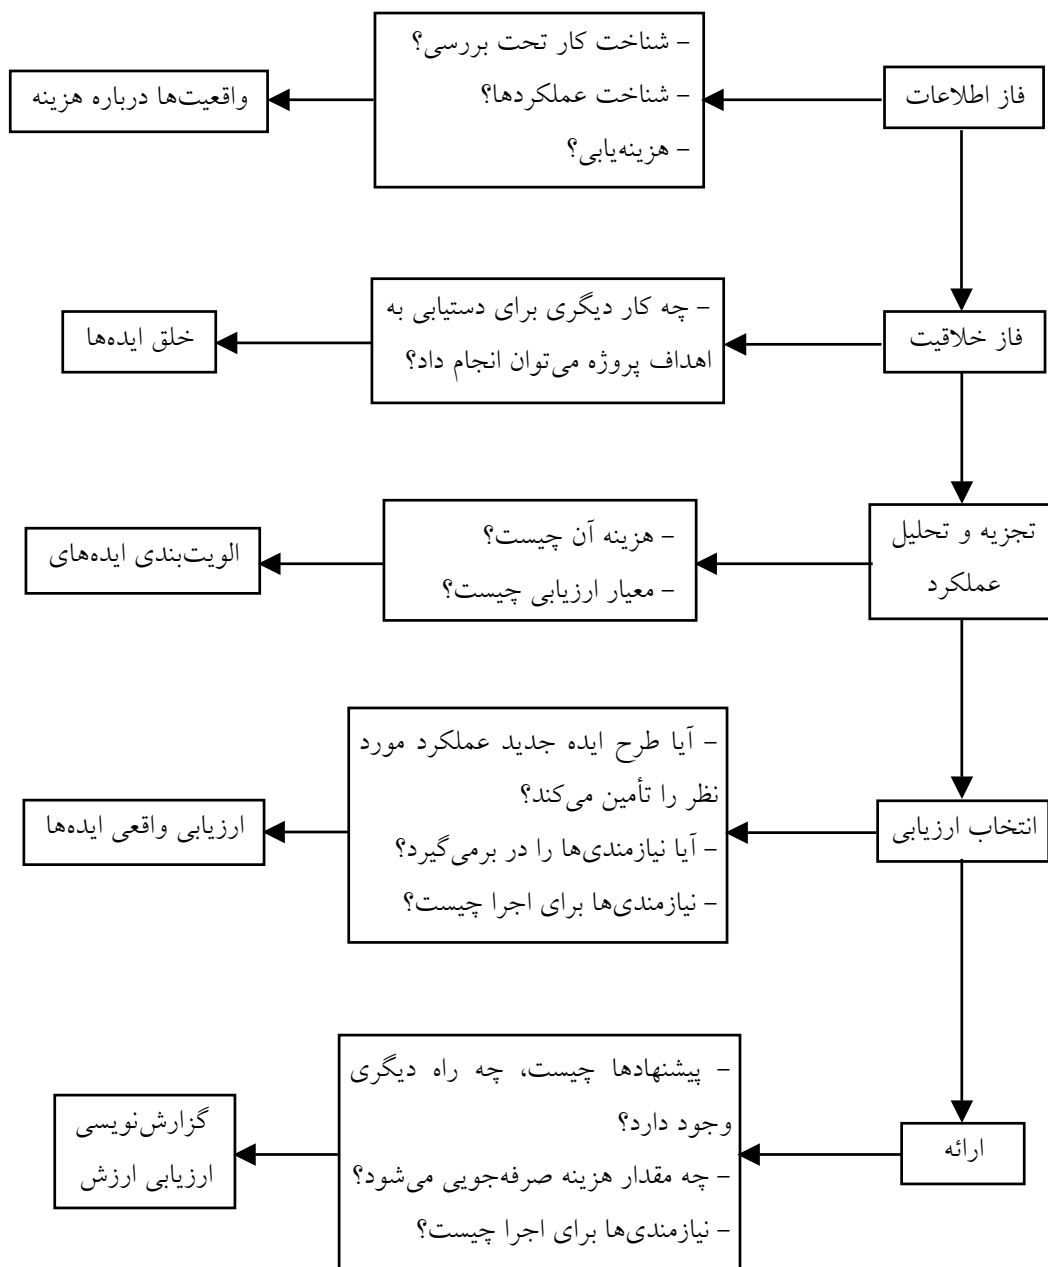 فاز اطلاعات
– شناخت کار تحت بررسی؟
– شناخت عملکردها؟
– هزینه‌یابی؟
واقعیت‌ها درباره هزینه
فاز خلاقیت
– چه کار دیگری برای دستیابی به
اهداف پروژه می‌توان انجام داد؟
خلق ایده‌ها
تجزیه و تحلیل
عملکرد
– هزینه آن چیست؟
– معیار ارزیابی چیست؟
الویت‌بندی ایده‌های
انتخاب ارزیابی
– آیا طرح ایده جدید عملکرد مورد
نظر را تأمین می‌کند؟
– آیا نیازمندی‌ها را در برمی‌گیرد؟
– نیازمندی‌ها برای اجرا چیست؟
ارزیابی واقعی ایده‌ها
ارائه
– پیشنهادها چیست، چه راه دیگری
وجود دارد؟
– چه مقدار هزینه صرفه‌جویی می‌شود؟
– نیازمندی‌ها برای اجرا چیست؟
گزارش‌نویسی
ارزیابی ارزش